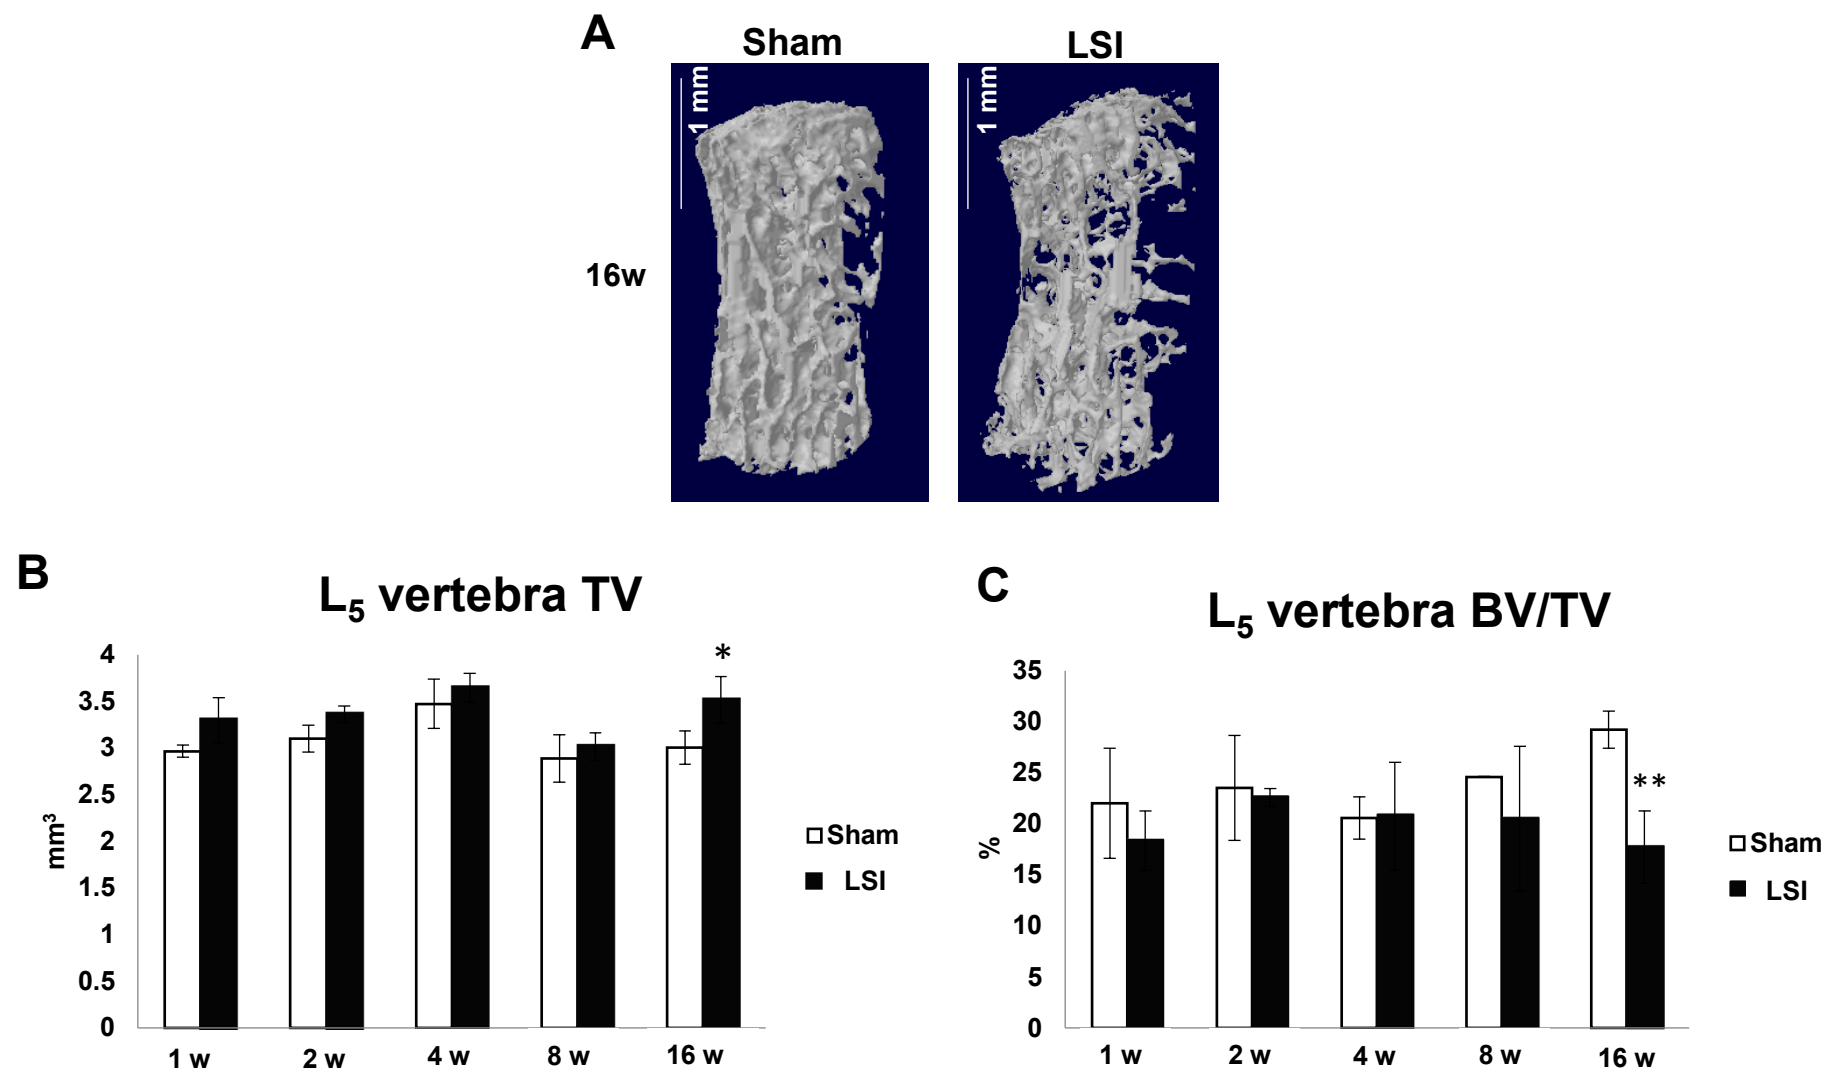 A
Sham
LSI
1 mm
1 mm
16w
B
L5 vertebra TV
4
3.5
3
2.5
2
1.5
1
0.5
0
mm³
*
1 w
2 w
4 w
8 w
16 w
Sham
LSI
C
L5 vertebra BV/TV
35
30
25
20
15
10
5
0
%
**
1 w
2 w
4 w
8 w
16 w
Sham
LSI